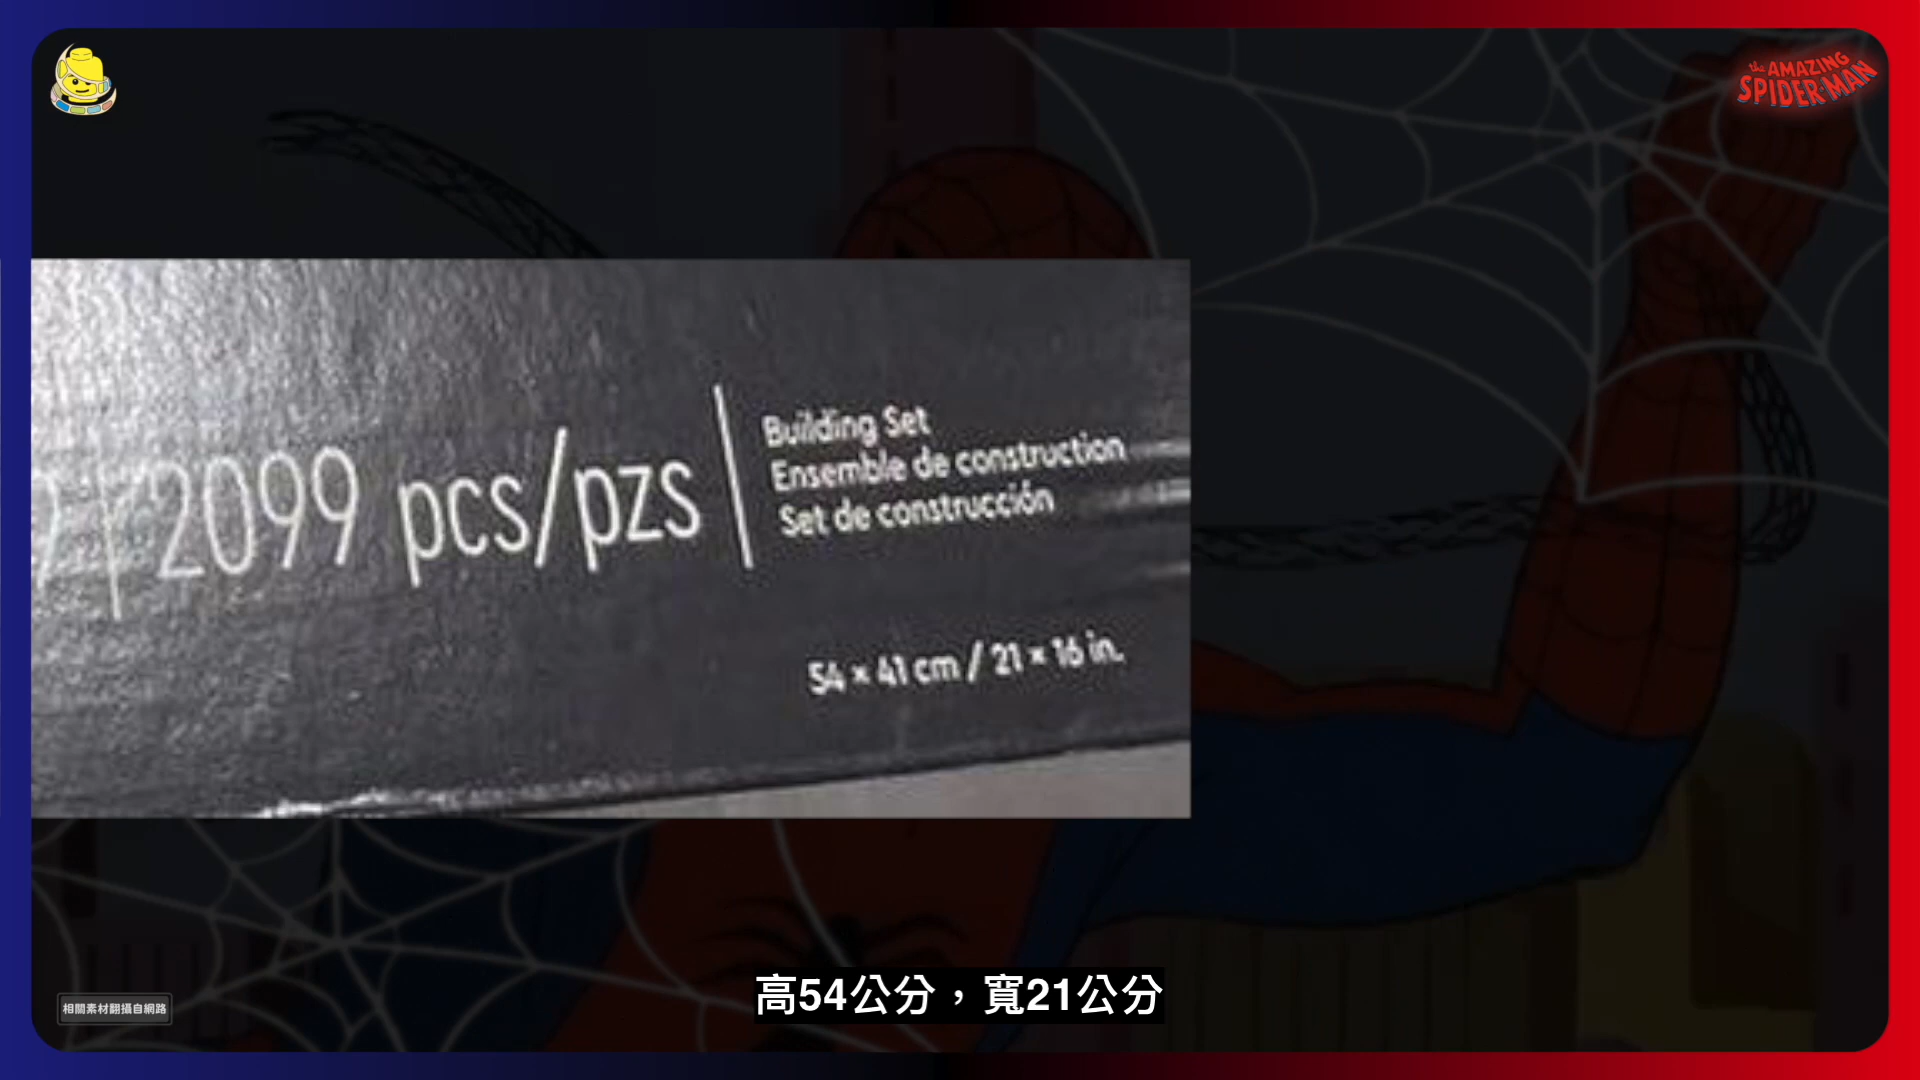 the AMAZING
SPIDER-MAN
2099 pcs/pzs
Building Set
Ensemble de construction
Set de construcción
54 × 41 cm / 21 × 16 in.
高54公分，寬21公分
相關素材翻攝自網路